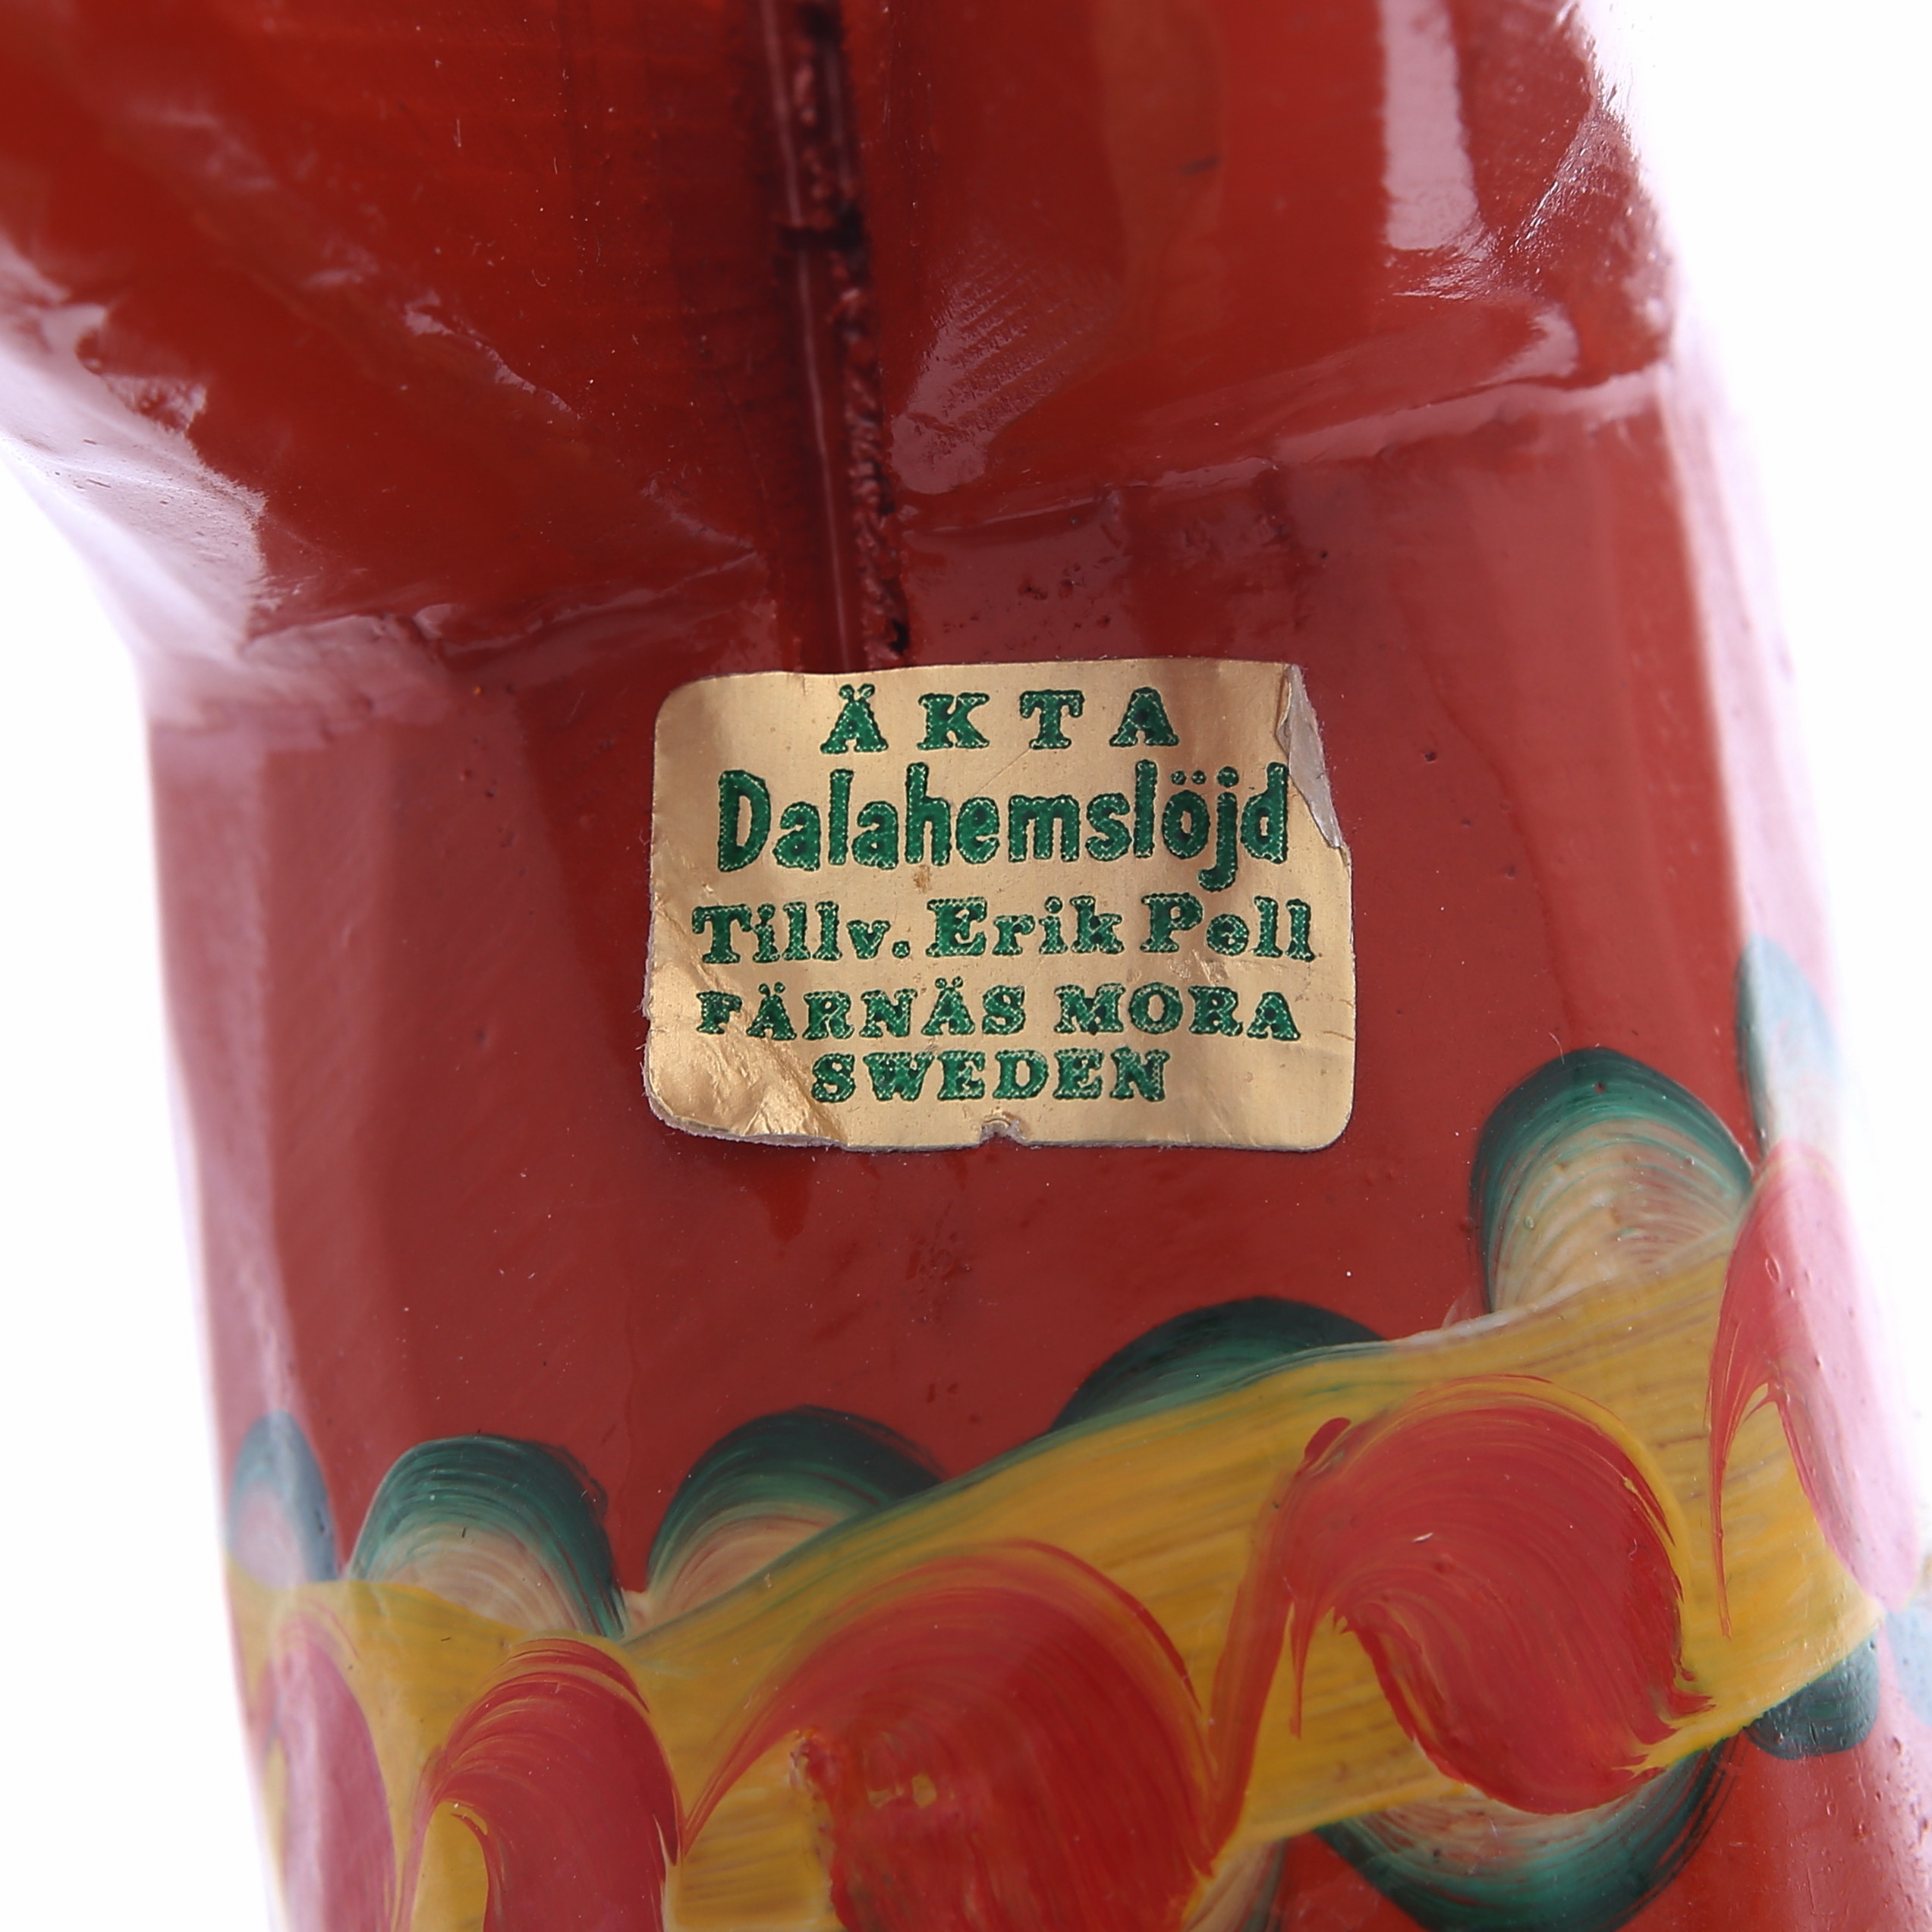 ÄKTA
Dalahemslöjd
Tillv. Erik Pell
FÄRNÄS MORA
SWEDEN